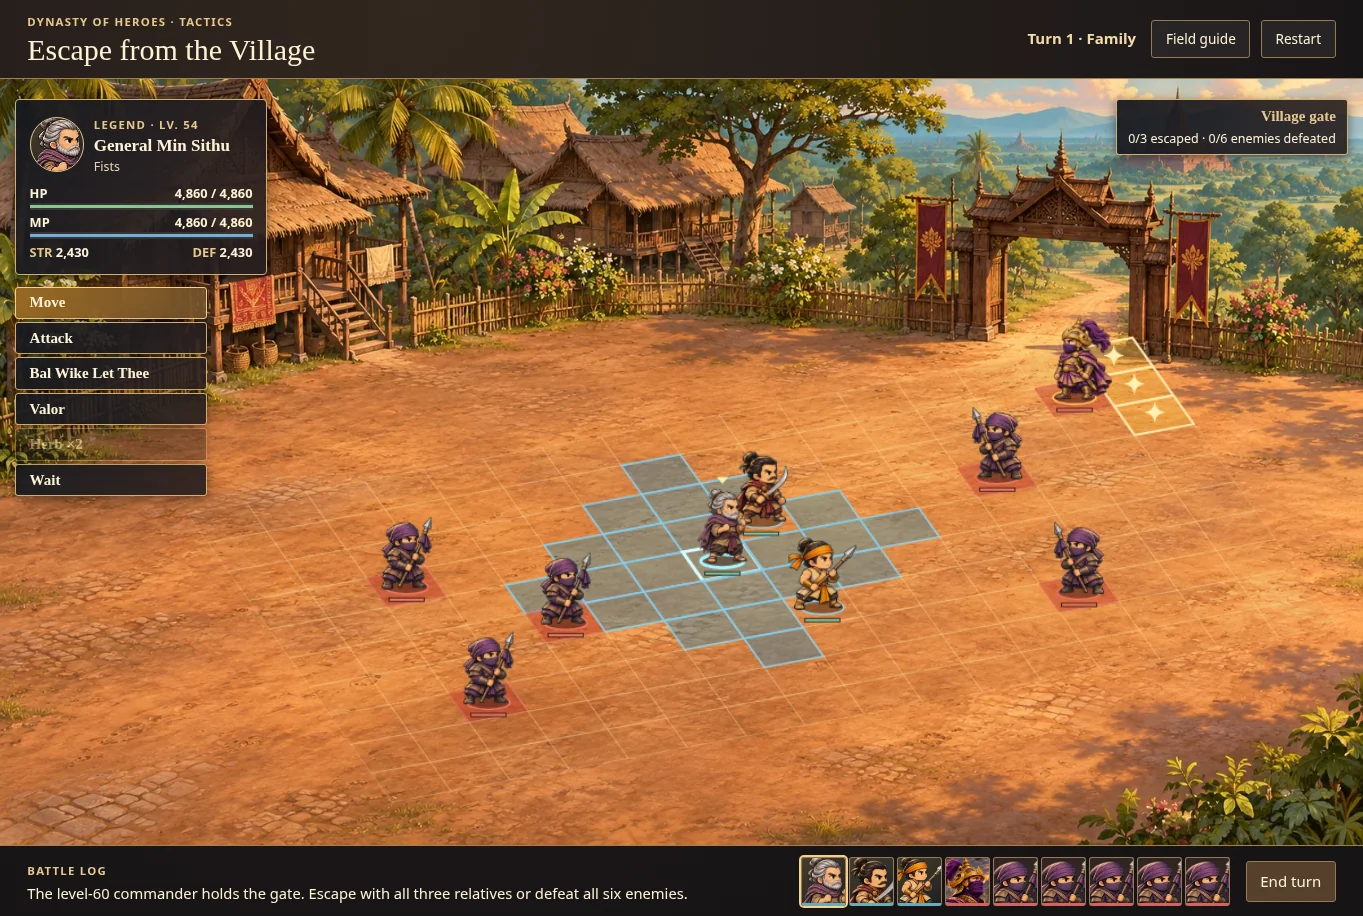 DYNASTY OF HEROES · TACTICS
Escape from the Village
Turn 1 · Family
Field guide
Restart
LEGEND · LV. 54
General Min Sithu
Fists
HP 4,860 / 4,860
MP 4,860 / 4,860
STR 2,430 DEF 2,430
Village gate
0/3 escaped · 0/6 enemies defeated
Move
Attack
Bal Wike Let Thee
Valor
Herb ×2
Wait
BATTLE LOG
The level-60 commander holds the gate. Escape with all three relatives or defeat all six enemies.
End turn